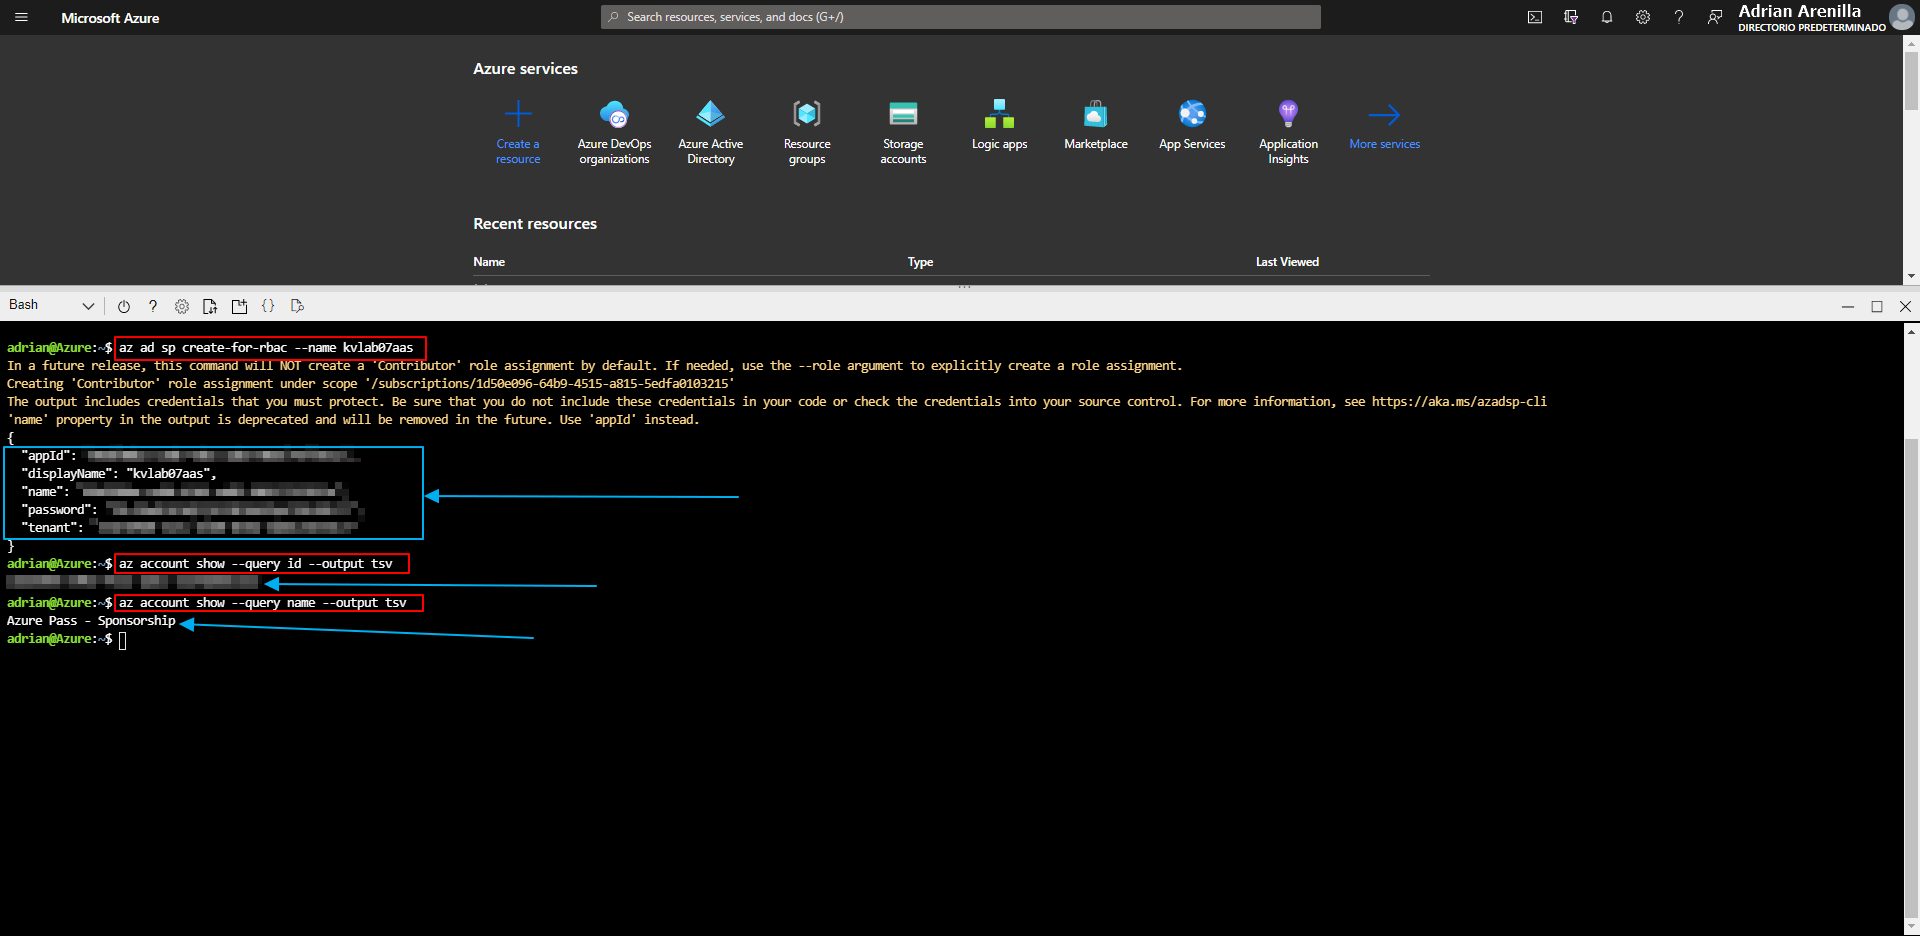 Microsoft Azure
Search resources, services, and docs (G+/)
Adrian Arenilla
DIRECTORIO PREDETERMINADO
Azure services
Create a resource
Azure DevOps organizations
Azure Active Directory
Resource groups
Storage accounts
Logic apps
Marketplace
App Services
Application Insights
More services
Recent resources
Name Type Last Viewed
Bash
adrian@Azure:~$ az ad sp create-for-rbac --name kvlab07aas
In a future release, this command will NOT create a 'Contributor' role assignment by default. If needed, use the --role argument to explicitly create a role assignment.
Creating 'Contributor' role assignment under scope '/subscriptions/1d50e096-64b9-4515-a815-5edfa0103215'
The output includes credentials that you must protect. Be sure that you do not include these credentials in your code or check the credentials into your source control. For more information, see https://aka.ms/azadsp-cli
'name' property in the output is deprecated and will be removed in the future. Use 'appId' instead.
{
"appId":
"displayName": "kvlab07aas",
"name":
"password":
"tenant":
}
adrian@Azure:~$ az account show --query id --output tsv
adrian@Azure:~$ az account show --query name --output tsv
Azure Pass - Sponsorship
adrian@Azure:~$